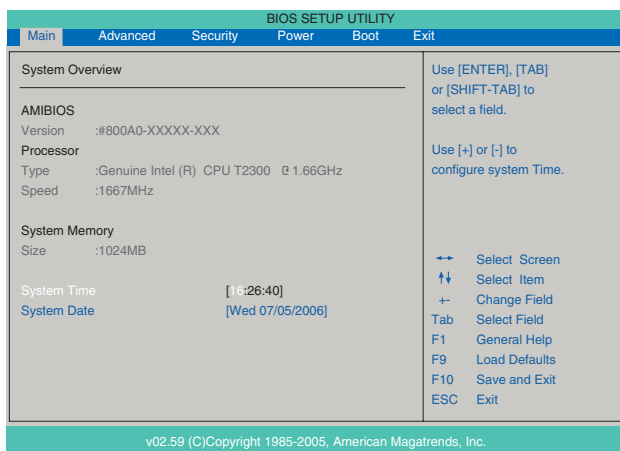 BIOS SETUP UTILITY
Main Advanced Security Power Boot Exit
System Overview
AMIBIOS
Version :#800A0-XXXXX-XXX
Processor
Type :Genuine Intel (R) CPU T2300 @ 1.66GHz
Speed :1667MHz
System Memory
Size :1024MB
System Time [16:26:40]
System Date [Wed 07/05/2006]
Use [ENTER], [TAB]
or [SHIFT-TAB] to
select a field.
Use [+] or [-] to
configure system Time.
↔ Select Screen
↑↓ Select Item
+- Change Field
Tab Select Field
F1 General Help
F9 Load Defaults
F10 Save and Exit
ESC Exit
v02.59 (C)Copyright 1985-2005, American Magatrends, Inc.